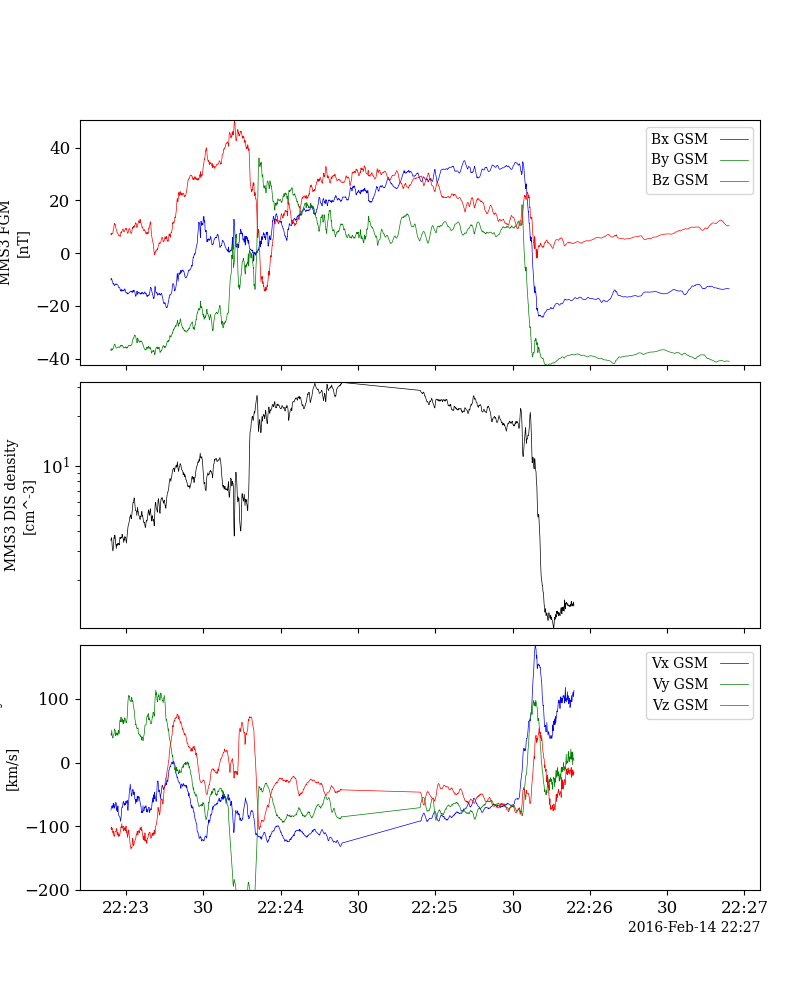 MMS3 FGM
[nT]
40
20
0
−20
−40
Bx GSM
By GSM
Bz GSM
MMS3 DIS density
[cm^-3]
10^1
[km/s]
100
0
−100
−200
Vx GSM
Vy GSM
Vz GSM
22:23 30 22:24 30 22:25 30 22:26 30 22:27
2016-Feb-14 22:27